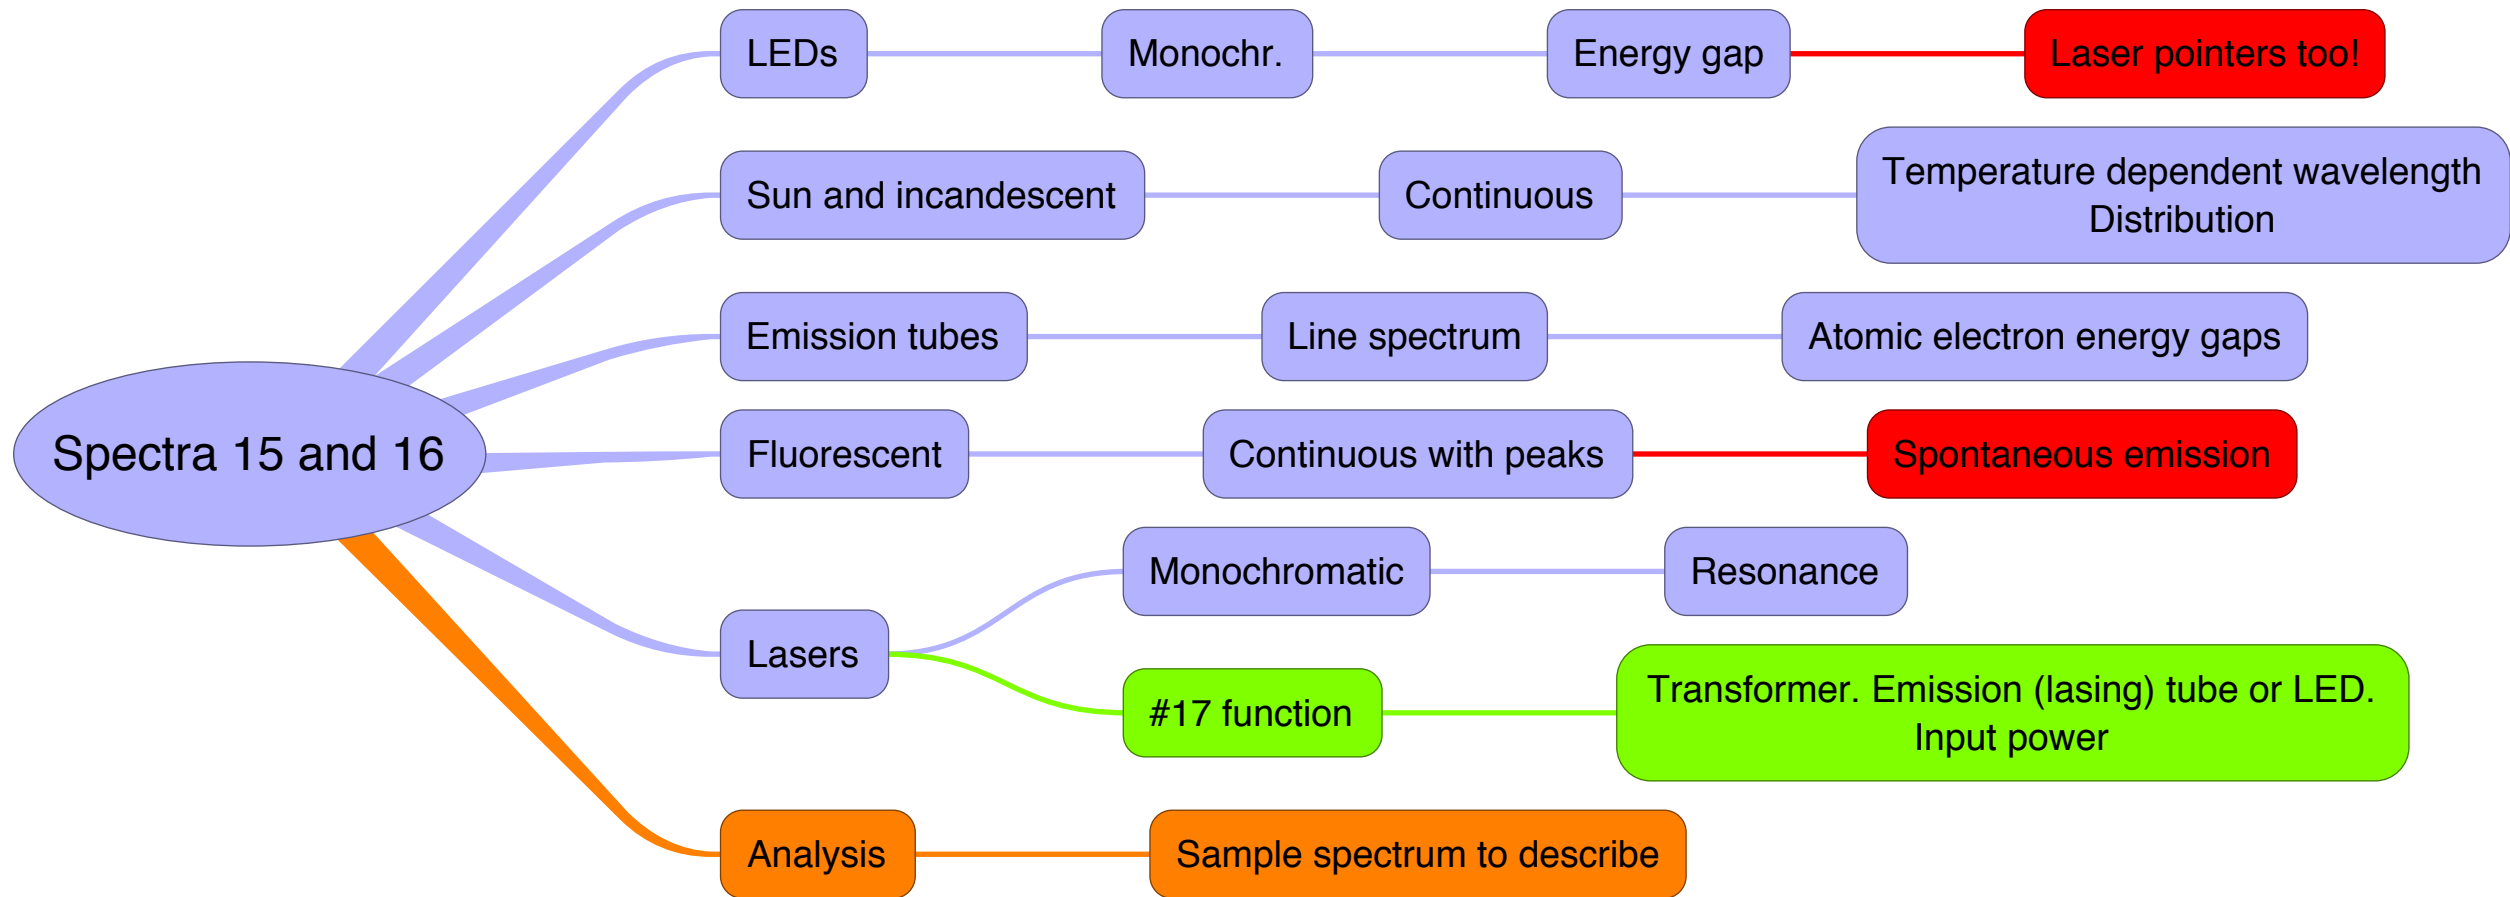 LEDs
Monochr.
Energy gap
Laser pointers too!
Sun and incandescent
Continuous
Temperature dependent wavelength
Distribution
Emission tubes
Line spectrum
Atomic electron energy gaps
Spectra 15 and 16
Fluorescent
Continuous with peaks
Spontaneous emission
Lasers
Monochromatic
Resonance
#17 function
Transformer. Emission (lasing) tube or LED.
Input power
Analysis
Sample spectrum to describe